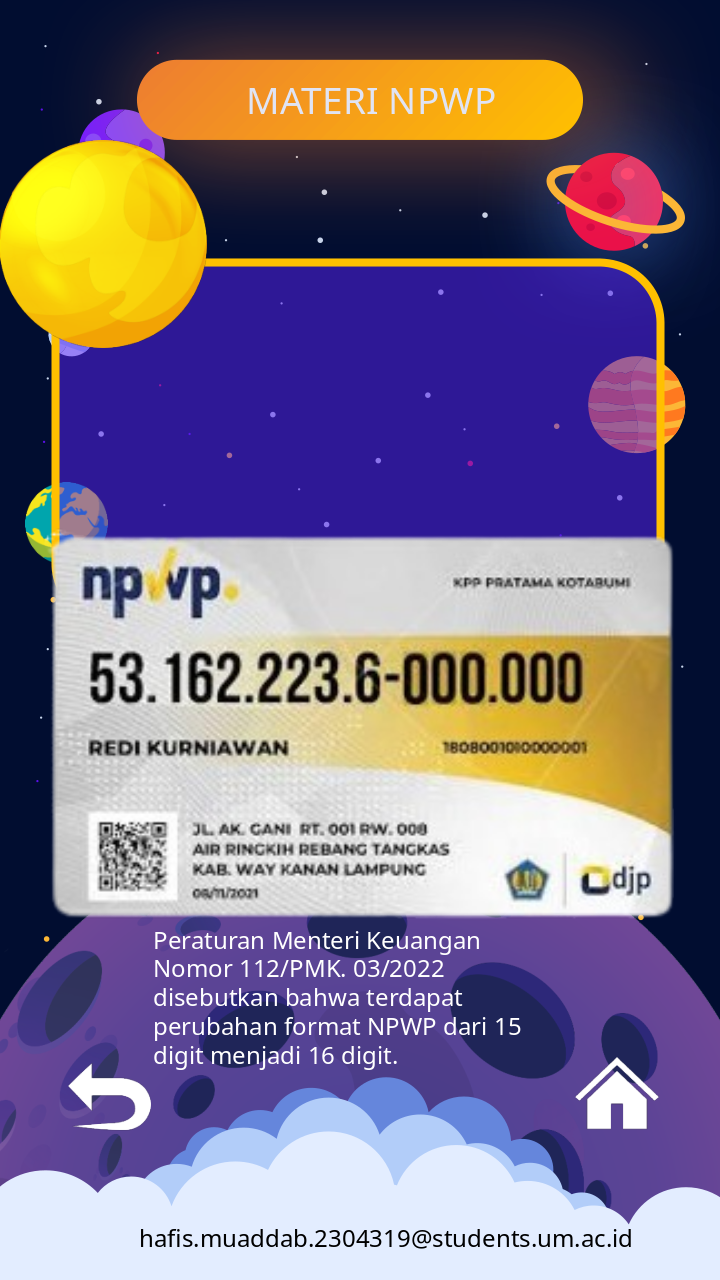 MATERI NPWP
npwp.
KPP PRATAMA KOTABUMI
53.162.223.6-000.000
REDI KURNIAWAN
1808001010000001
JL. AK. GANI RT. 001 RW. 008
AIR RINGKIH REBANG TANGKAS
KAB. WAY KANAN LAMPUNG
08/11/2021
djp
Peraturan Menteri Keuangan
Nomor 112/PMK. 03/2022
disebutkan bahwa terdapat
perubahan format NPWP dari 15
digit menjadi 16 digit.
hafis.muaddab.2304319@students.um.ac.id